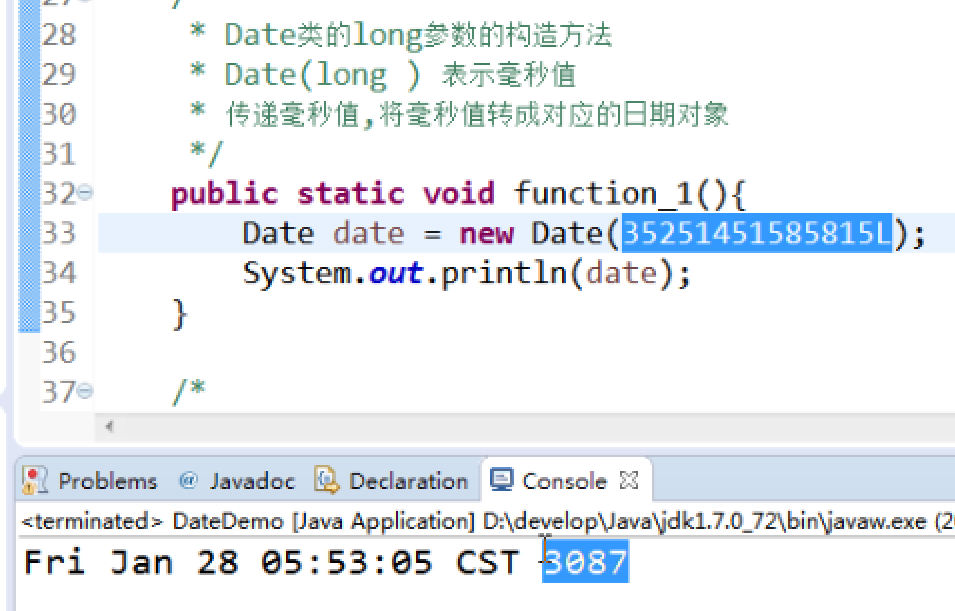 28 * Date类的long参数的构造方法
29 * Date(long ) 表示毫秒值
30 * 传递毫秒值,将毫秒值转成对应的日期对象
31 */
32 public static void function_1(){
33 Date date = new Date(35251451585815L);
34 System.out.println(date);
35 }
36
37 /*
Problems @ Javadoc Declaration Console
<terminated> DateDemo [Java Application] D:\develop\Java\jdk1.7.0_72\bin\javaw.exe
Fri Jan 28 05:53:05 CST 3087